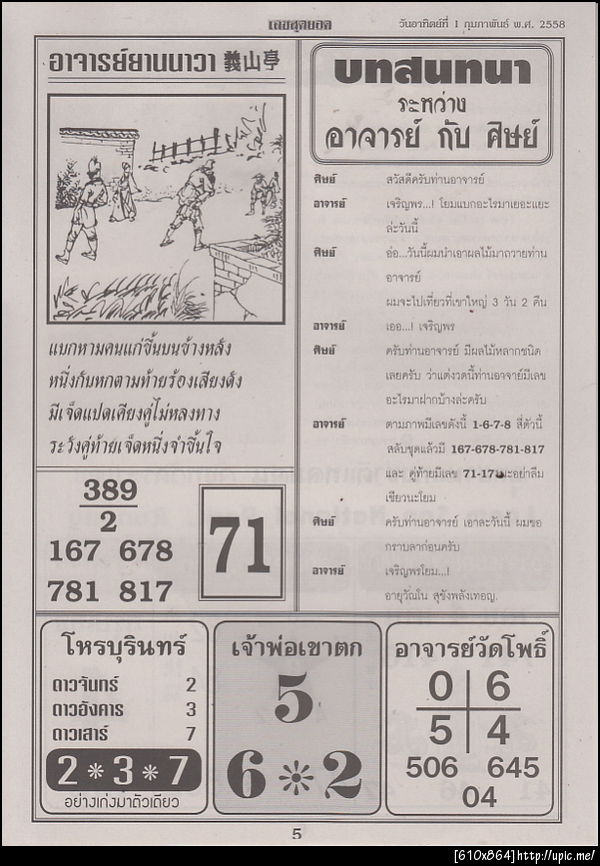 เลขสุดยอด
วันอาทิตย์ที่ 1 กุมภาพันธ์ พ.ศ. 2558
อาจารย์ยานนาวา 義山亭
แบกหามคนแก่ขึ้นบนข้างหลัง
หนึ่งกับหกตามท้ายร้องเสียงดัง
มีเจ็ดแปดเคียงคู่ไม่หลงทาง
ระวังคู่ท้ายเจ็ดหนึ่งจำขึ้นใจ
389
2
167 678
781 817
71
บทสนทนา
ระหว่าง
อาจารย์ กับ ศิษย์
ศิษย์ สวัสดีครับท่านอาจารย์
อาจารย์ เจริญพร...! โยมแบกอะไรมาเยอะแยะ
ล่ะวันนี้
ศิษย์ อ๋อ...วันนี้ผมนำเอาผลไม้มาถวายท่าน
อาจารย์
ผมจะไปเที่ยวที่เขาใหญ่ 3 วัน 2 คืน
อาจารย์ เออ...! เจริญพร
ศิษย์ ครับท่านอาจารย์ มีผลไม้หลากชนิด
เลยครับ ว่าแต่งวดนี้ท่านอาจาย์มีเลข
อะไรมาฝากบ้างล่ะครับ
อาจารย์ ตามภาพมีเลขดังนี้ 1-6-7-8 สี่ตัวนี้
สลับชุดแล้วมี 167-678-781-817
และ คู่ท้ายมีเลข 71-17นะอย่าลืม
เชียวนะโยม
ศิษย์ ครับท่านอาจารย์ เอาละวันนี้ ผมขอ
กราบลาก่อนครับ
อาจารย์ เจริญพรโยม...!
อายุวัณโน สุขังพลังเทอญ.
โหรบุรินทร์
ดาวจันทร์ 2
ดาวอังคาร 3
ดาวเสาร์ 7
2*3*7
อย่างเก่งมาตัวเดียว
เจ้าพ่อเขาตก
5
6*2
อาจารย์วัดโพธิ์
0 6
5 4
506 645
04
5
[610x864]http://upic.me/